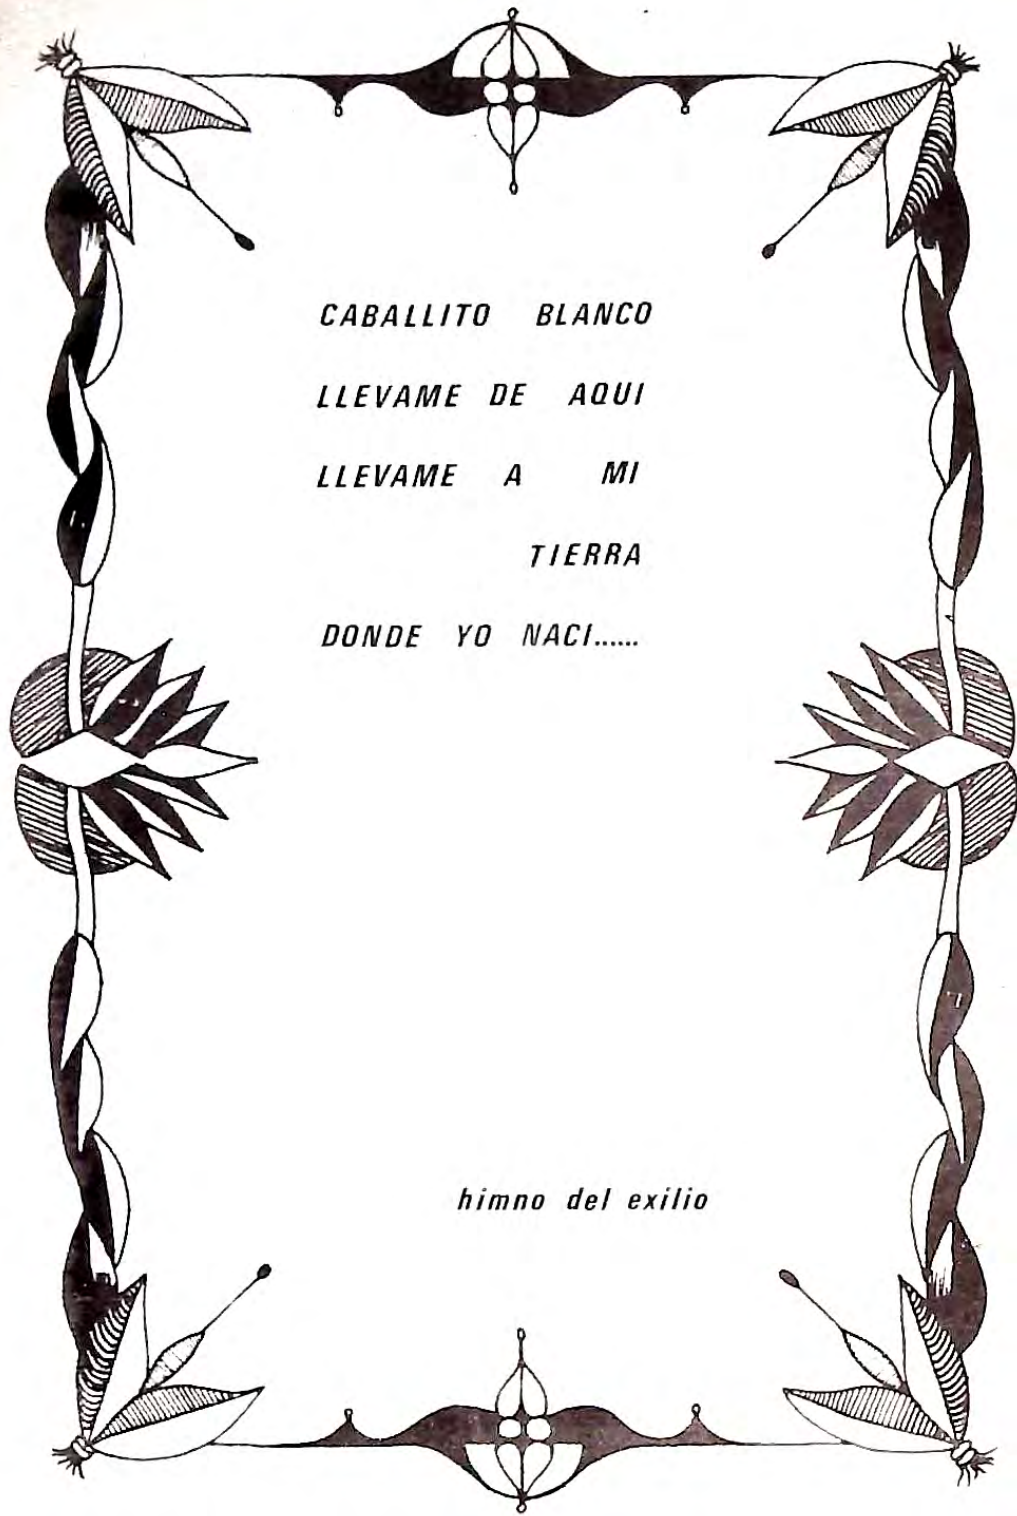 CABALLITO BLANCO
LLEVAME DE AQUI
LLEVAME A MI
TIERRA
DONDE YO NACI......
himno del exilio